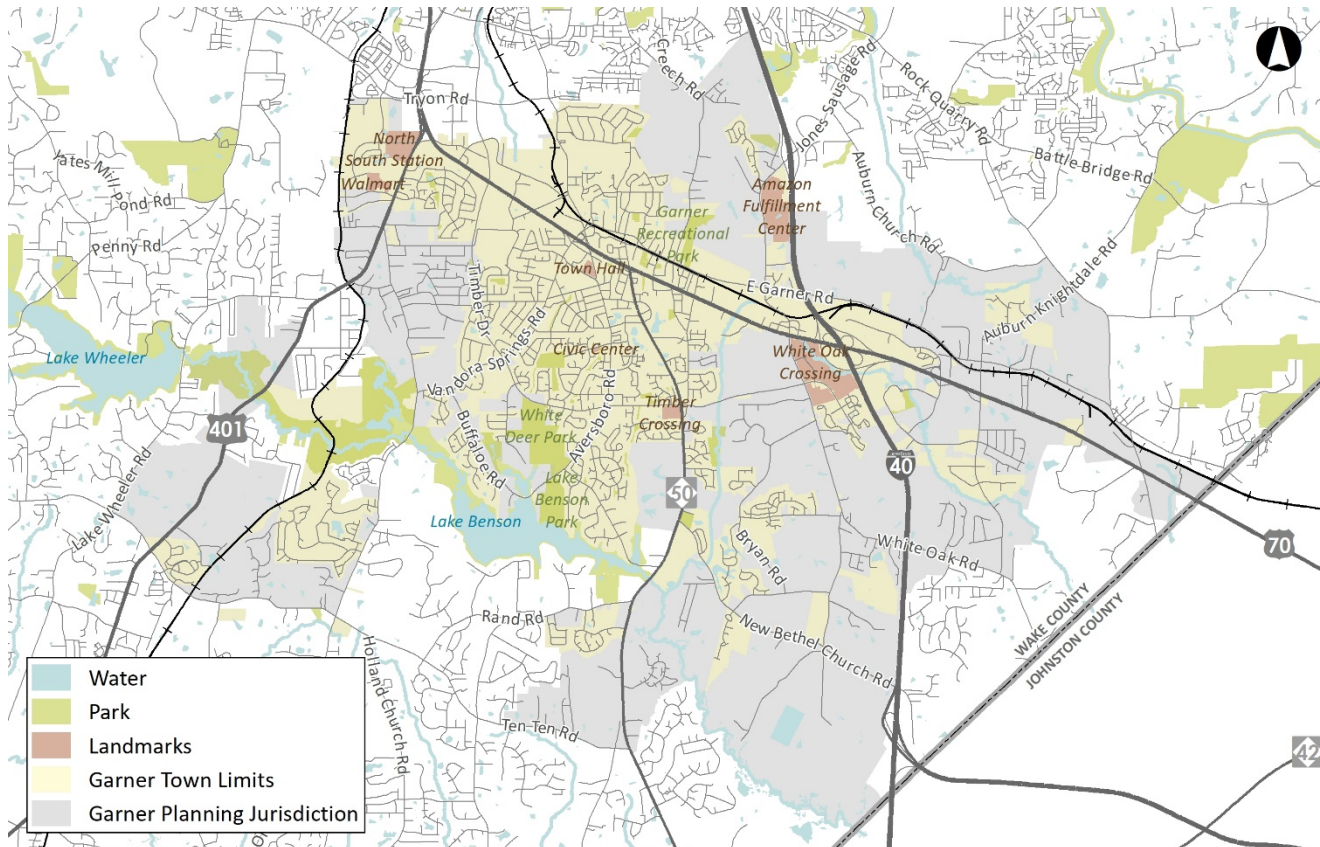 Creech Rd
Jones Sausage Rd
Rock Quarry Rd
Tryon Rd
North
South Station
Walmart
Yates Mill Pond Rd
Battle Bridge Rd
Auburn Church Rd
Amazon
Fulfillment
Center
Garner
Recreational
Park
Penny Rd
Town Hall
Timber Dr
E Garner Rd
Auburn Knightdale Rd
Lake Wheeler
Vandora Springs Rd
Civic Center
White Oak
Crossing
Timber
Crossing
White
Deer Park
Aversboro Rd
Buffaloe Rd
401
40
Lake Wheeler Rd
Lake
Benson
Park
50
Lake Benson
Bryan Rd
White Oak Rd
70
Rand Rd
New Bethel Church Rd
WAKE COUNTY
JOHNSTON COUNTY
Holland Church Rd
Ten Ten Rd
42
Water
Park
Landmarks
Garner Town Limits
Garner Planning Jurisdiction